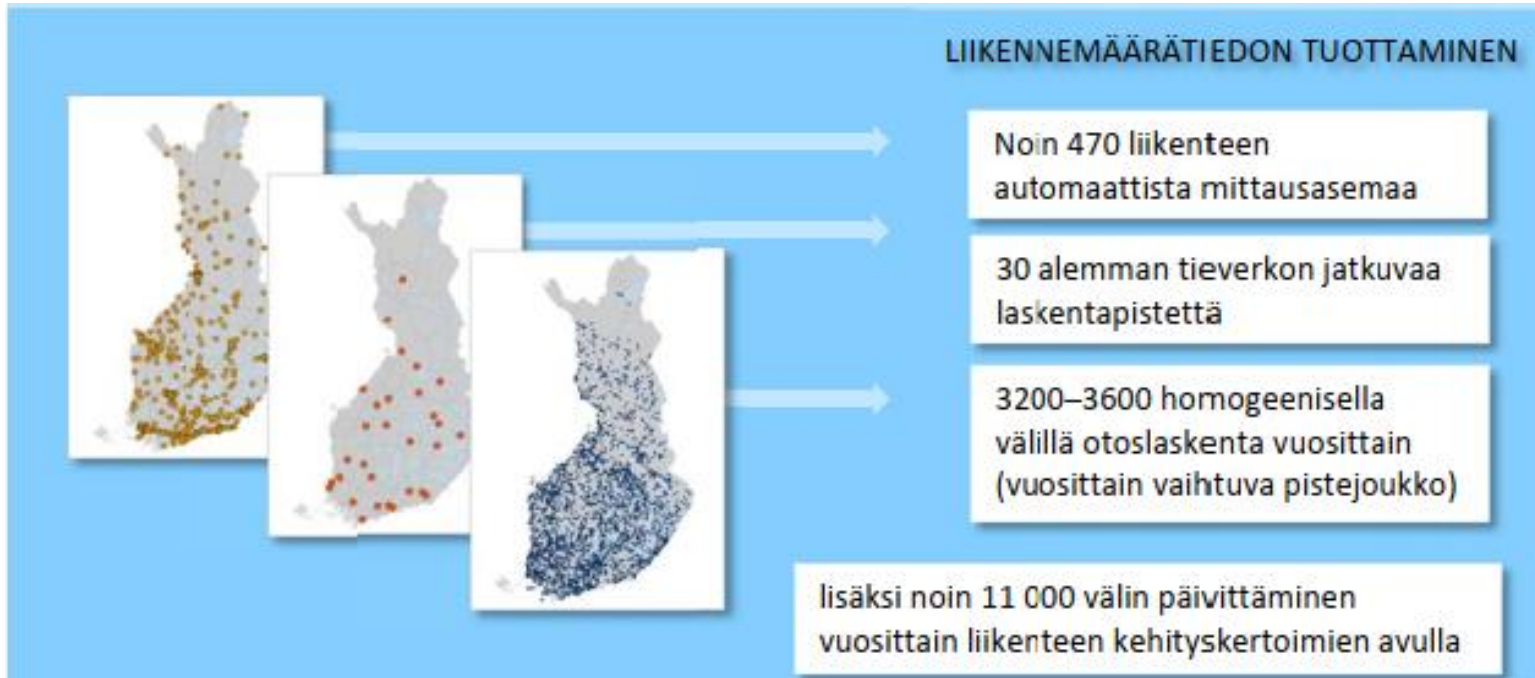 LIIKENNEMÄÄRÄTIEDON TUOTTAMINEN
Noin 470 liikenteen
automaattista mittausasemaa
30 alemman tieverkon jatkuvaa
laskentapistettä
3200–3600 homogeenisella
välillä otoslaskenta vuosittain
(vuosittain vaihtuva pistejoukko)
lisäksi noin 11 000 välin päivittäminen
vuosittain liikenteen kehityskertoimien avulla